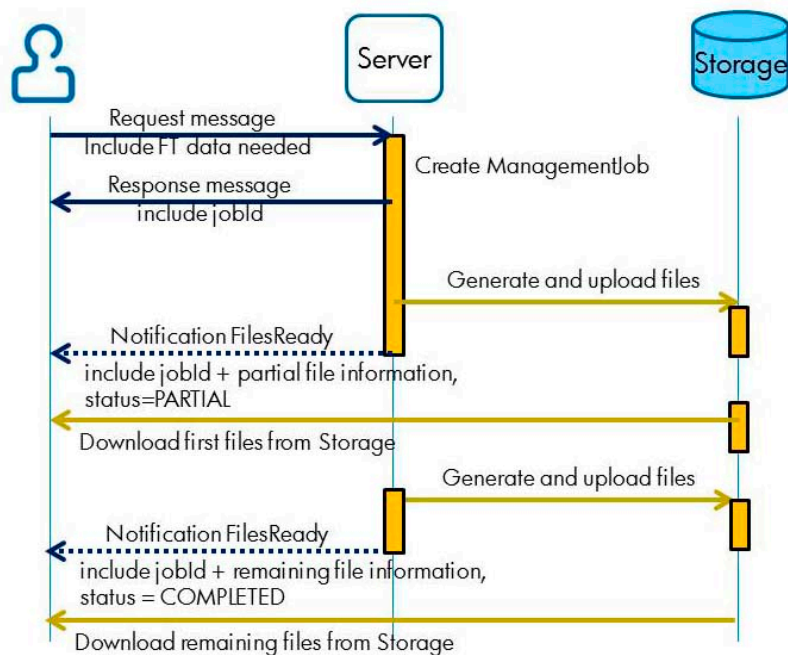 Server
Storage
Request message
Include FT data needed
Create ManagementJob
Response message
include jobId
Generate and upload files
Notification FilesReady
include jobId + partial file information,
status=PARTIAL
Download first files from Storage
Generate and upload files
Notification FilesReady
include jobId + remaining file information,
status = COMPLETED
Download remaining files from Storage